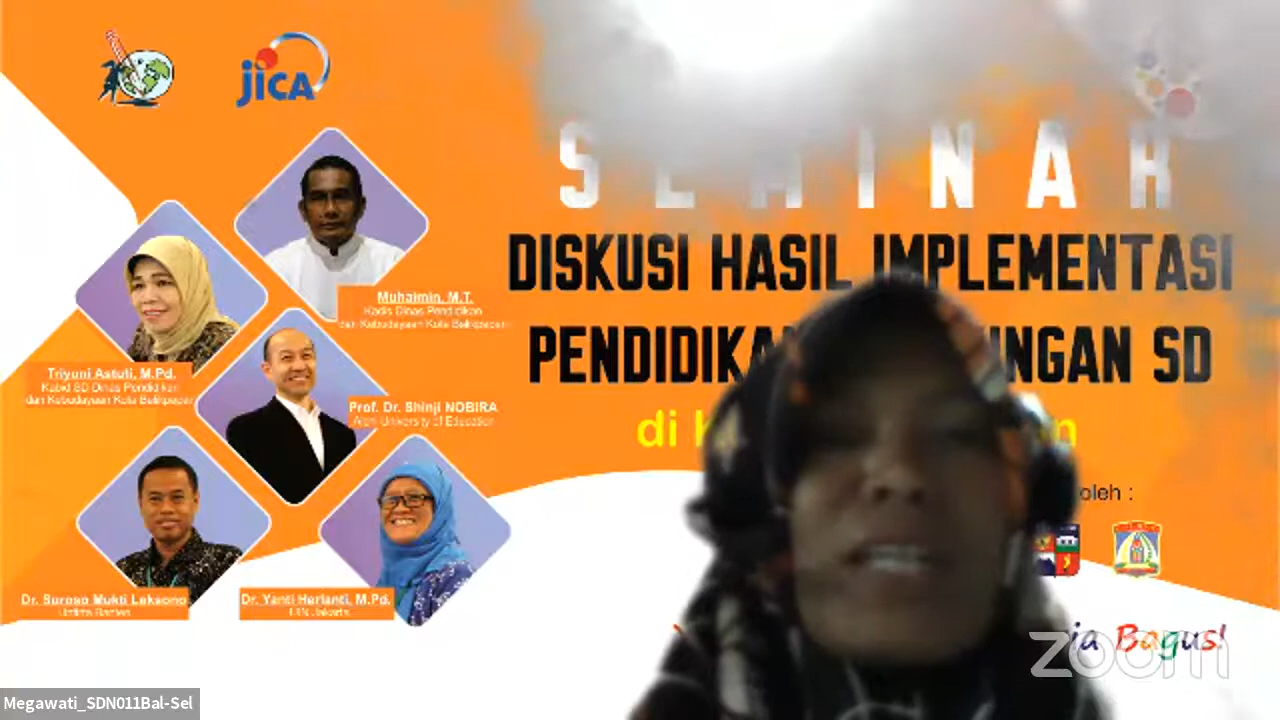 JICA
SEMINAR
DISKUSI HASIL IMPLEMENTASI
NGAN SD
di
Muhaimin, M.T.
Kadis Dinas Pendidikan
dan Kebudayaan Kota Balikpapan
Triyuni Astuti, M.Pd.
Kabid SD Dinas Pendidikan
dan Kebudayaan Kota Balikpapan
Prof. Dr. Shinji NOBIRA
Aichi University of Education
Dr. Suroso Mukti Leksono
Untirta Banten
Dr. Yanti Herlanti, M.Pd.
UIN Jakarta
oleh :
Bagus!
zoom
Megawati_SDN011Bal-Sel